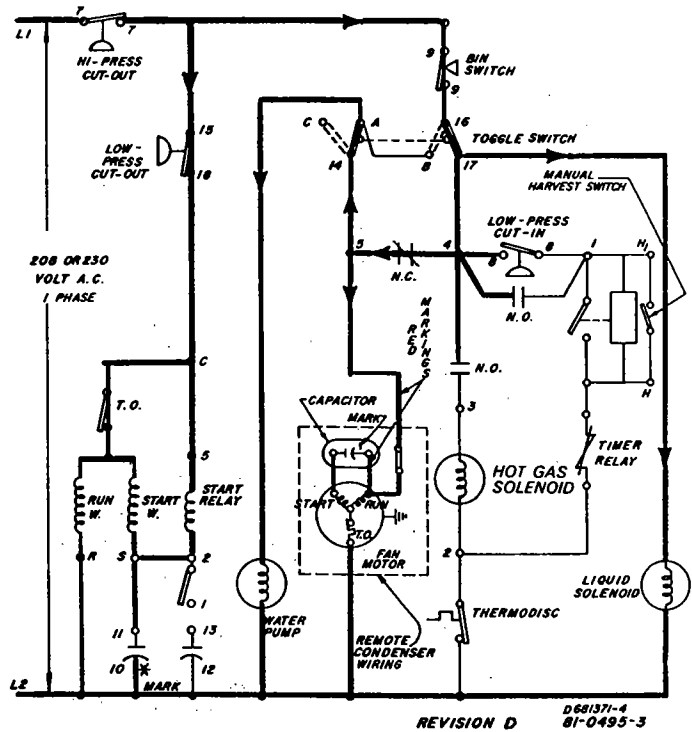 L1
7
7
HI-PRESS
CUT-OUT
9
9
BIN
SWITCH
C
A
16
TOGGLE SWITCH
14
B
17
15
LOW-
PRESS
CUT-OUT
18
MANUAL
HARVEST SWITCH
LOW-PRESS
CUT-IN
5
4
8
8
1
H1
N.C.
N.O.
208 OR 230
VOLT A.C.
1 PHASE
RED
MARKINGS
N.O.
C
T.O.
CAPACITOR
MARK
3
H
TIMER
RELAY
5
HOT GAS
SOLENOID
RUN
W.
START
W.
START
RELAY
START
RUN
T.O.
FAN
MOTOR
R
S
2
2
1
WATER
PUMP
THERMODISC
LIQUID
SOLENOID
11
13
REMOTE
CONDENSER
WIRING
10
12
MARK
L2
D681371-4
REVISION D
81-0495-3